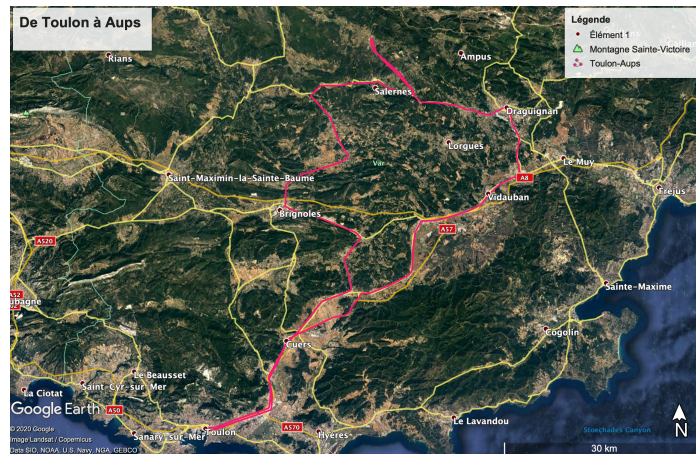 De Toulon à Aups
Légende
Élément 1
Montagne Sainte-Victoire
Toulon-Aups
Rians
Ampus
Salernes
Draguignan
Lorgues
Le Muy
Var
Saint-Maximin-la-Sainte-Baume
A8
Fréjus
Vidauban
Brignoles
A57
A520
Sainte-Maxime
A52
ubagne
Cogolin
Cuers
Le Beausset
Saint-Cyr-sur-Mer
La Ciotat
A50
Google Earth
Le Lavandou
A570
Toulon
Sanary-sur-Mer
Hyères
Stoechades Canyon
N
© 2020 Google
Image Landsat / Copernicus
Data SIO, NOAA, U.S. Navy, NGA, GEBCO
30 km